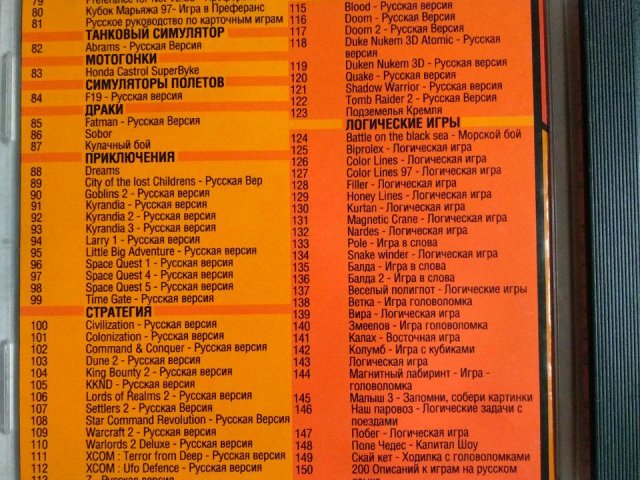 79
80 Кубок Марьяжа 97- Игра в Преферанс
81 Русское руководство по карточным играм
ТАНКОВЫЙ СИМУЛЯТОР
82 Abrams - Русская Версия
МОТОГОНКИ
83 Honda Castrol SuperByke
СИМУЛЯТОРЫ ПОЛЕТОВ
84 F19 - Русская версия
ДРАКИ
85 Fatman - Русская Версия
86 Sobor
87 Кулачный бой
ПРИКЛЮЧЕНИЯ
88 Dreams
89 City of the lost Childrens - Русская Вер
90 Goblins 2 - Русская версия
91 Kyrandia - Русская версия
92 Kyrandia 2 - Русская версия
93 Kyrandia 3 - Русская версия
94 Larry 1 - Русская версия
95 Little Big Adventure - Русская версия
96 Space Quest 1 - Русская версия
97 Space Quest 4 - Русская версия
98 Space Quest 5 - Русская версия
99 Time Gate - Русская версия
СТРАТЕГИЯ
100 Civilization - Русская версия
101 Colonization - Русская версия
102 Command & Conquer - Русская версия
103 Dune 2 - Русская версия
104 King Bounty 2 - Русская версия
105 KKND - Русская версия
106 Lords of Realms 2 - Русская версия
107 Settlers 2 - Русская версия
108 Star Command Revolution - Русская Версия
109 Warcraft 2 - Русская версия
110 Warlords 2 Deluxe - Русская версия
111 XCOM : Terror from Deep - Русская версия
112 XCOM : Ufo Defence - Русская версия
113 7 - Русская версия
115 Blood - Русская версия
116 Doom - Русская версия
117 Doom 2 - Русская версия
118 Duke Nukem 3D Atomic - Русская
версия
119 Duken Nukem 3D - Русская версия
120 Quake - Русская версия
121 Shadow Warrior - Русская версия
122 Tomb Raider 2 - Русская версия
123 Подземелья Кремля
ЛОГИЧЕСКИЕ ИГРЫ
124 Battle on the black sea - Морской бой
125 Biprolex - Логическая игра
126 Color Lines - Логическая игра
127 Color Lines 97 - Логическая игра
128 Filler - Логическая игра
129 Honey Lines - Логическая игра
130 Kurtan - Логическая игра
131 Magnetic Crane - Логическая игра
132 Nardes - Логическая игра
133 Pole - Игра в слова
134 Snake winder - Логическая игра
135 Балда - Игра в слова
136 Балда 2 - Игра в слова
137 Веселый полиглот - Логические игры
138 Ветка - Игра головоломка
139 Вира - Логическая игра
140 Змеелов - Игра головоломка
141 Калах - Восточная игра
142 Колумб - Игра с кубиками
143 Логическая игра
144 Магнитный лабиринт - Игра -
головоломка
145 Малыш 3 - Запомни, собери картинки
146 Наш паровоз - Логические задачи с
поездами
147 Побег - Логическая игра
148 Поле Чедес - Капитал Шоу
149 Скай кет - Ходилка с головоломками
150 200 Описаний к играм на русском